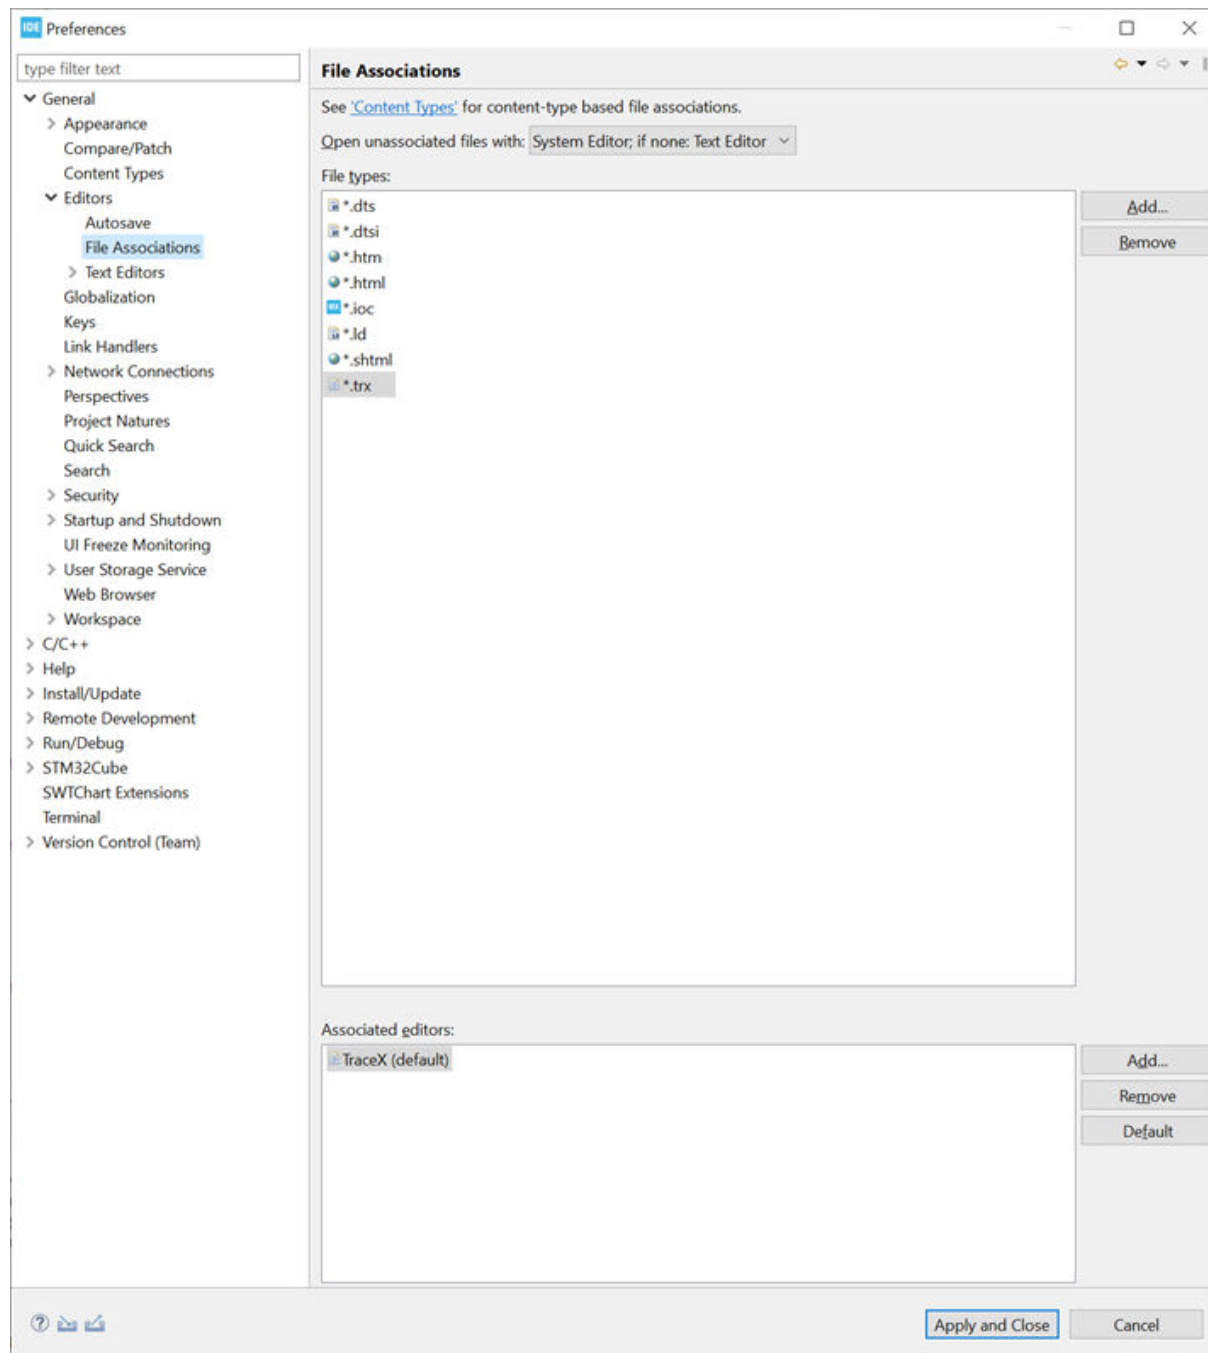 IDE Preferences
type filter text
General
Appearance
Compare/Patch
Content Types
Editors
Autosave
File Associations
Text Editors
Globalization
Keys
Link Handlers
Network Connections
Perspectives
Project Natures
Quick Search
Search
Security
Startup and Shutdown
UI Freeze Monitoring
User Storage Service
Web Browser
Workspace
C/C++
Help
Install/Update
Remote Development
Run/Debug
STM32Cube
SWTChart Extensions
Terminal
Version Control (Team)
File Associations
See 'Content Types' for content-type based file associations.
Open unassociated files with: System Editor; if none: Text Editor
File types:
*.dts
*.dtsi
*.htm
*.html
*.ioc
*.ld
*.shtml
*.trx
Add...
Remove
Associated editors:
TraceX (default)
Add...
Remove
Default
Apply and Close
Cancel